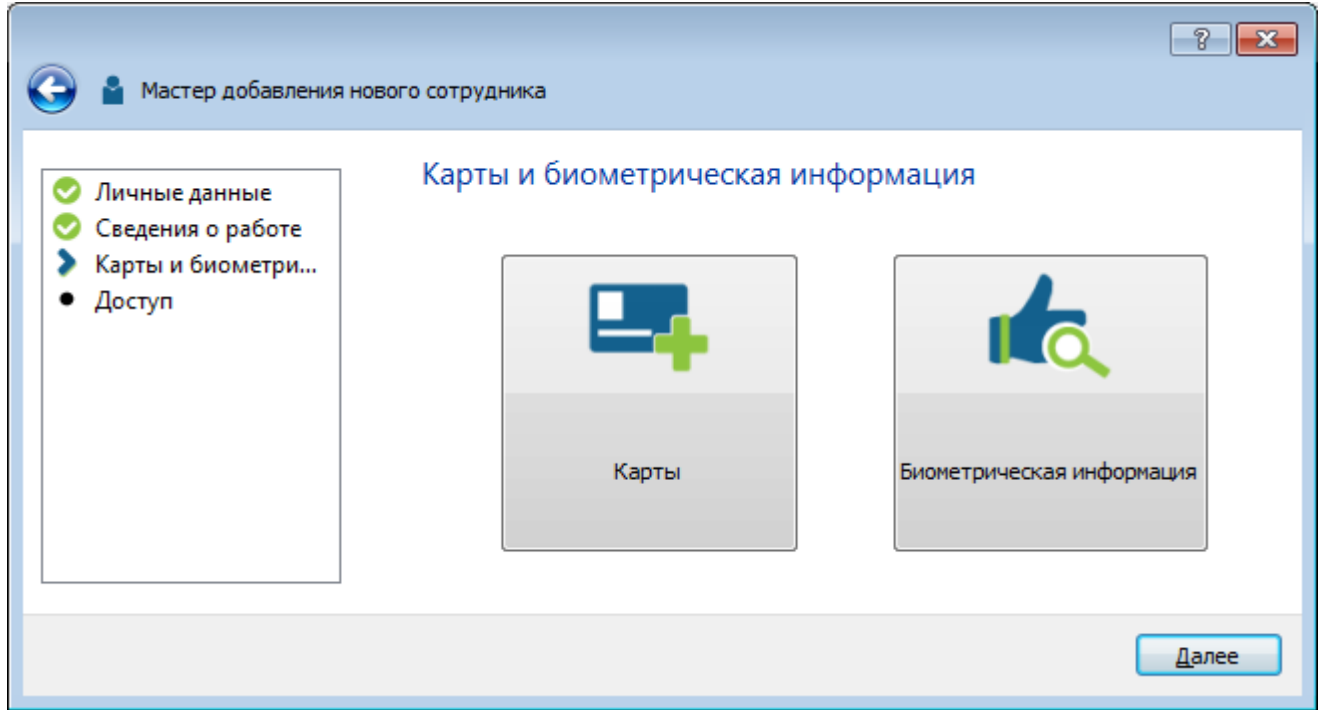 Мастер добавления нового сотрудника
Личные данные
Сведения о работе
Карты и биометри...
Доступ
Карты и биометрическая информация
Карты
Биометрическая информация
Далее